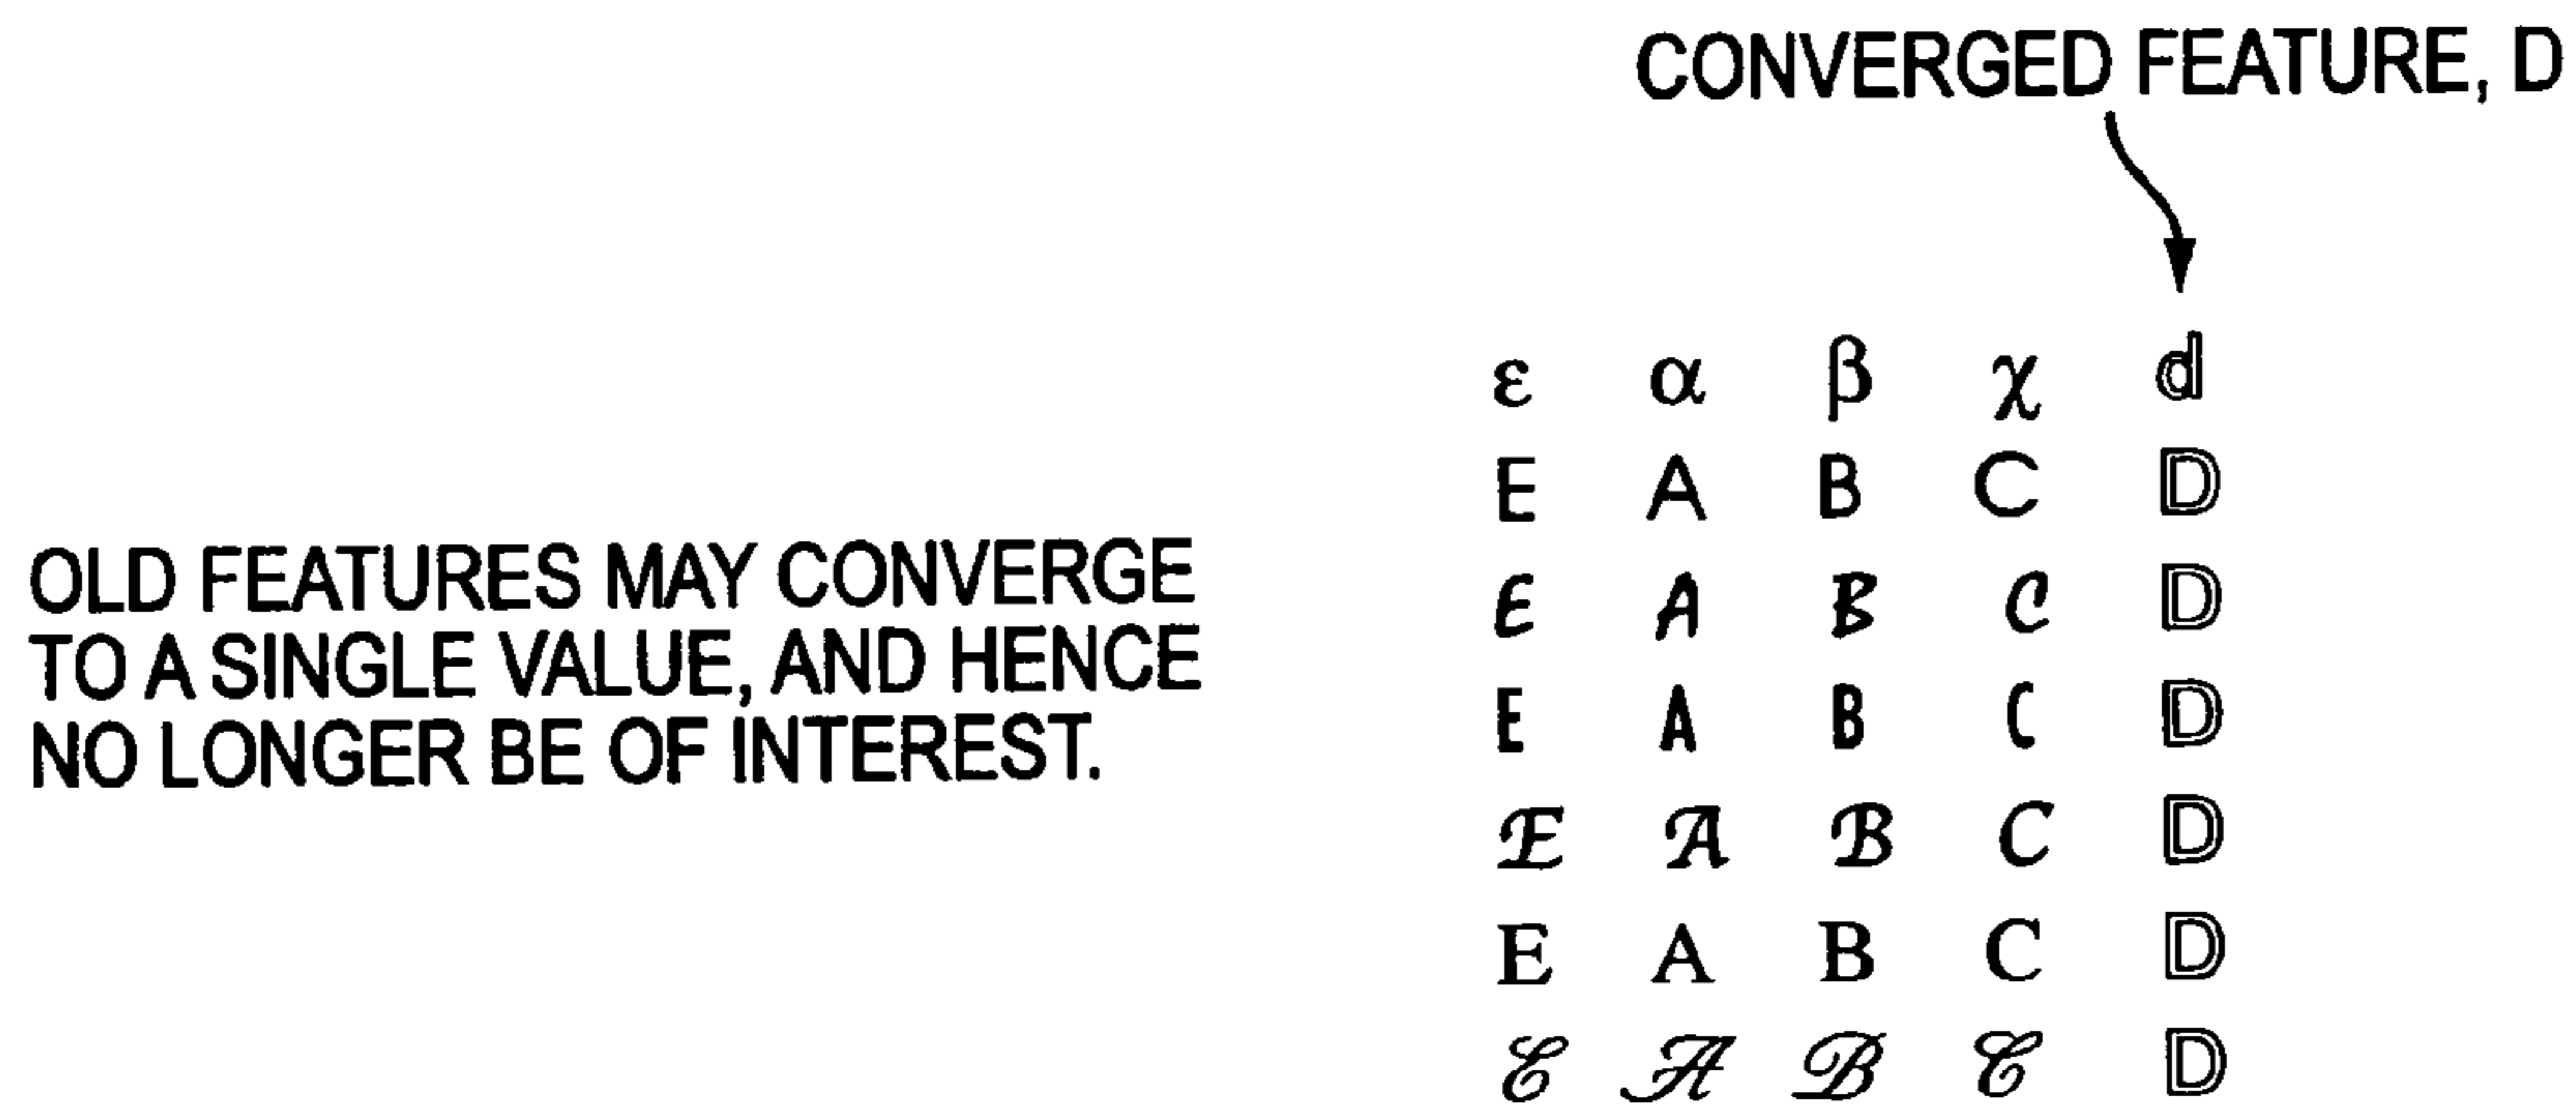 CONVERGED FEATURE, D
ε α β χ d
E A B C D
OLD FEATURES MAY CONVERGE
TO A SINGLE VALUE, AND HENCE
NO LONGER BE OF INTEREST.
E A B C D
E A B C D
E A B C D
E A B C D
E A B C D